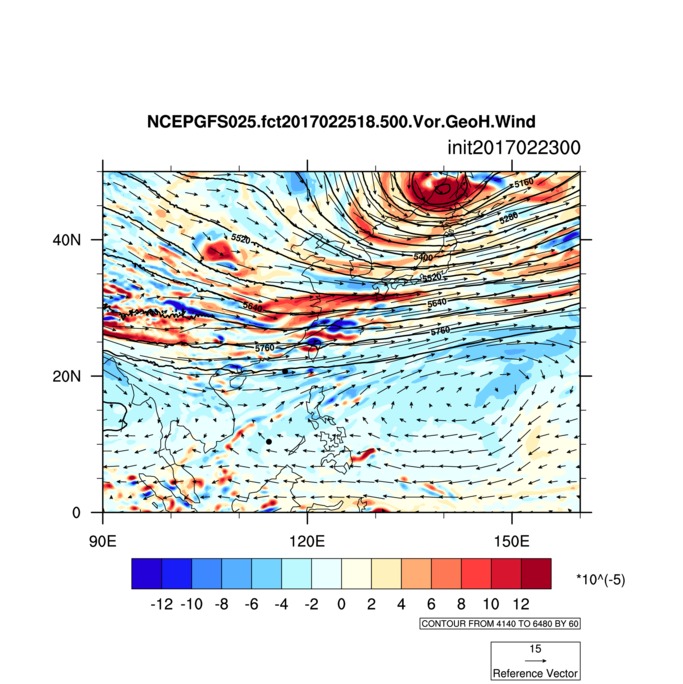 NCEPGFS025.fct2017022518.500.Vor.GeoH.Wind
init2017022300
5160
5280
40N
5520
5400
5520
5640
5640
5760
5760
20N
0
90E 120E 150E
-12 -10 -8 -6 -4 -2 0 2 4 6 8 10 12 *10^(-5)
CONTOUR FROM 4140 TO 6480 BY 60
15
Reference Vector